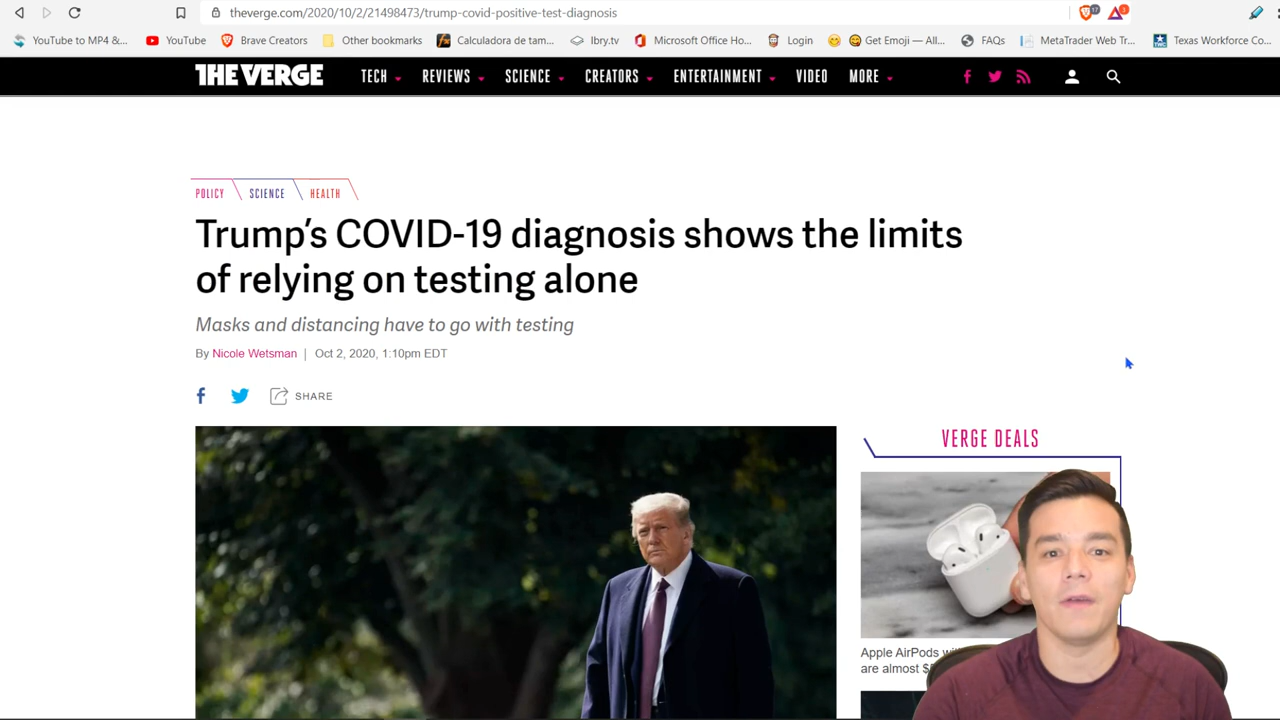 theverge.com/2020/10/2/21498473/trump-covid-positive-test-diagnosis
17
3
YouTube to MP4 &...
YouTube
Brave Creators
Other bookmarks
Calculadora de tam...
lbry.tv
Microsoft Office Ho...
Login
Get Emoji — All...
FAQs
MetaTrader Web Tr...
Texas Workforce Co...
THE VERGE
TECH
REVIEWS
SCIENCE
CREATORS
ENTERTAINMENT
VIDEO
MORE
POLICY
SCIENCE
HEALTH
Trump's COVID-19 diagnosis shows the limits
of relying on testing alone
Masks and distancing have to go with testing
By Nicole Wetsman | Oct 2, 2020, 1:10pm EDT
SHARE
VERGE DEALS
Apple AirPods
are almost